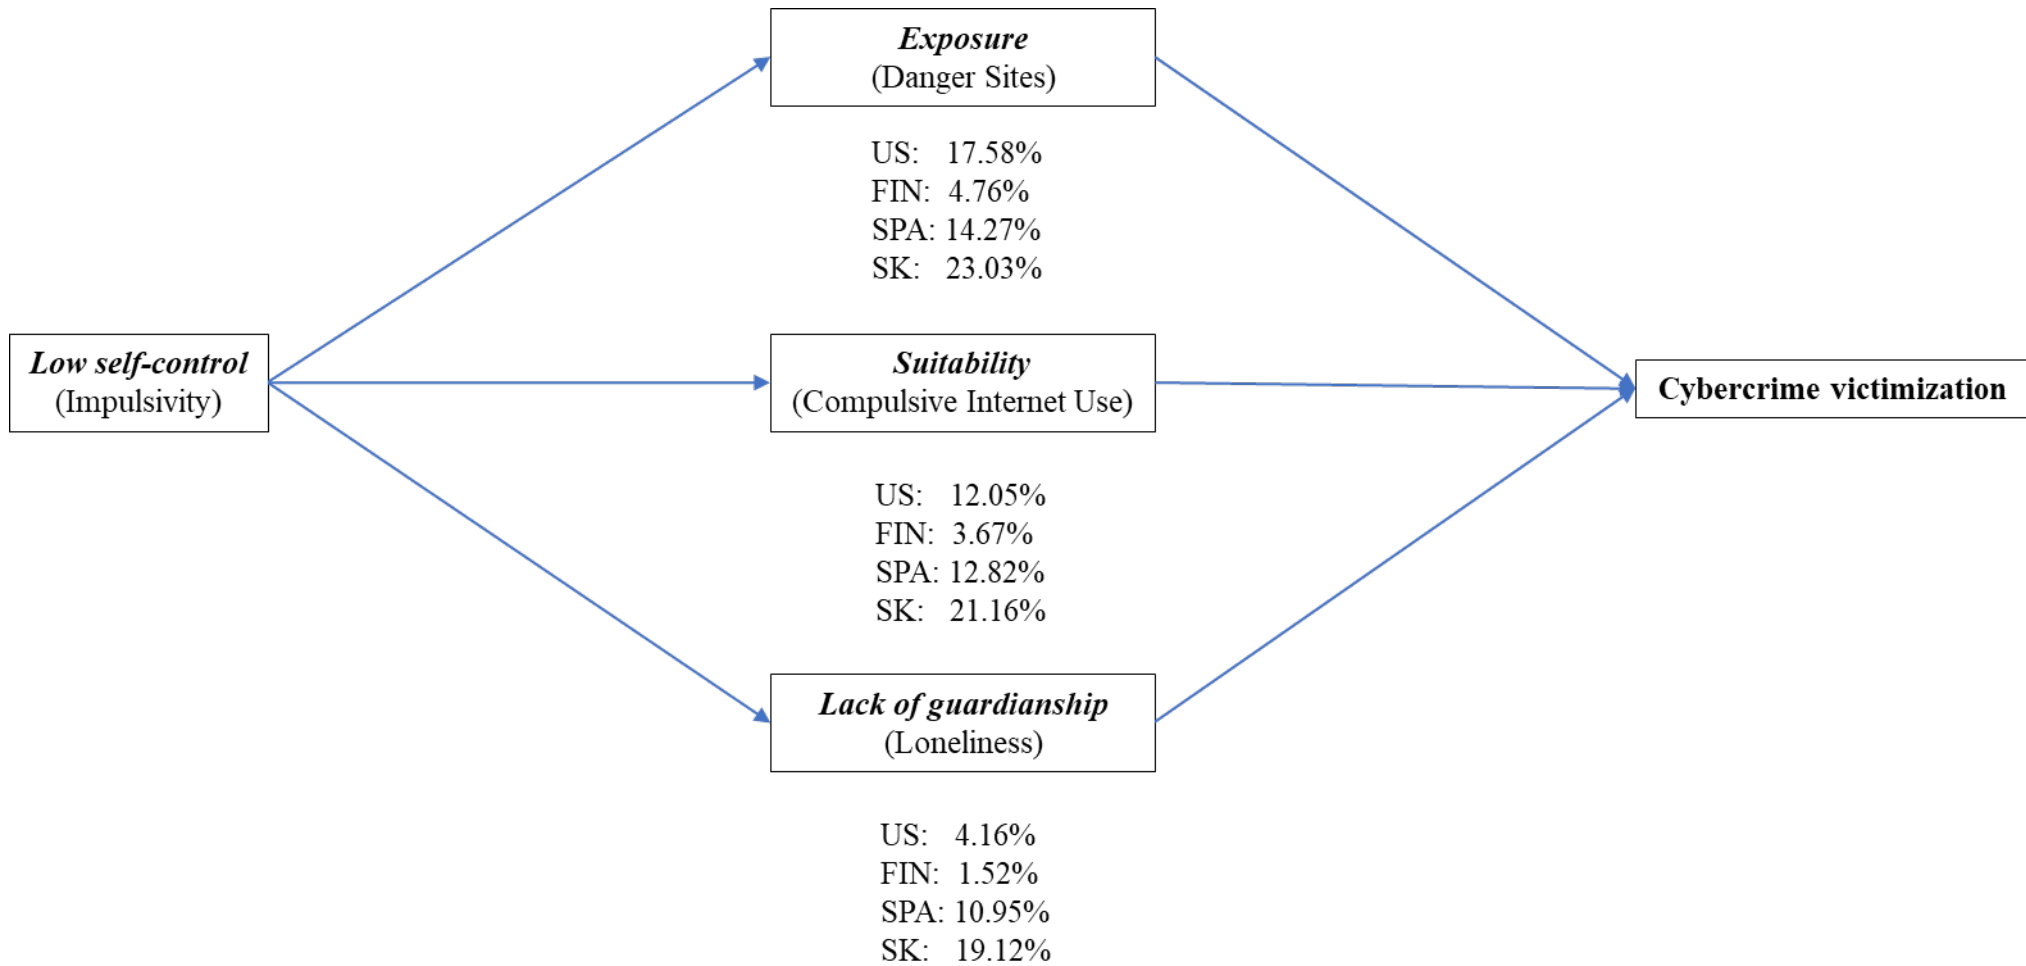 Exposure
(Danger Sites)
US: 17.58%
FIN: 4.76%
SPA: 14.27%
SK: 23.03%
Low self-control
(Impulsivity)
Suitability
(Compulsive Internet Use)
Cybercrime victimization
US: 12.05%
FIN: 3.67%
SPA: 12.82%
SK: 21.16%
Lack of guardianship
(Loneliness)
US: 4.16%
FIN: 1.52%
SPA: 10.95%
SK: 19.12%